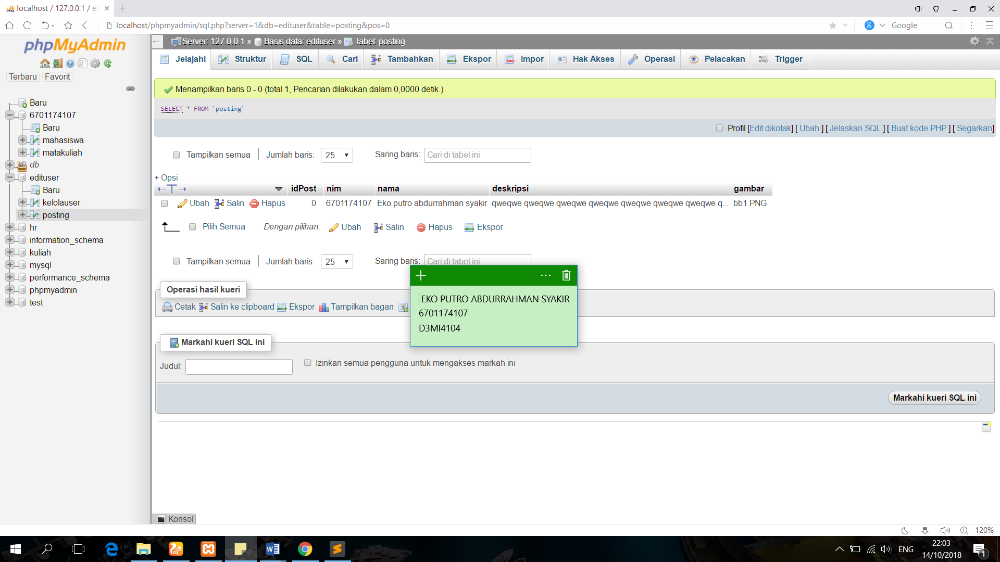 localhost / 127.0.0.1 / ec
localhost/phpmyadmin/sql.php?server=1&db=edituser&table=posting&pos=0
Google
phpMyAdmin
Terbaru Favorit
Baru
6701174107
Baru
mahasiswa
matakuliah
db
edituser
Baru
kelolauser
posting
hr
information_schema
kuliah
mysql
performance_schema
phpmyadmin
test
Server: 127.0.0.1 » Basis data: edituser » Tabel: posting
Jelajahi Struktur SQL Cari Tambahkan Ekspor Impor Hak Akses Operasi Pelacakan Trigger
Menampilkan baris 0 - 0 (total 1, Pencarian dilakukan dalam 0,0000 detik.)
SELECT * FROM `posting`
Profil [Edit dikotak] [ Ubah ] [ Jelaskan SQL ] [ Buat kode PHP ] [ Segarkan]
Tampilkan semua | Jumlah baris: 25 Saring baris: Cari di tabel ini
+ Opsi
←T→ idPost nim nama deskripsi gambar
Ubah Salin Hapus 0 6701174107 Eko putro abdurrahman syakir qweqwe qweqwe qweqwe qweqwe qweqwe qweqwe qweqwe q... bb1.PNG
Pilih Semua Dengan pilihan: Ubah Salin Hapus Ekspor
Tampilkan semua | Jumlah baris: 25 Saring baris: Cari di tabel ini
Operasi hasil kueri
Cetak Salin ke clipboard Ekspor Tampilkan bagan
EKO PUTRO ABDURRAHMAN SYAKIR
6701174107
D3MI4104
Markahi kueri SQL ini
Judul: Izinkan semua pengguna untuk mengakses markah ini
Markahi kueri SQL ini
Konsol
120%
ENG
22:03
14/10/2018
1